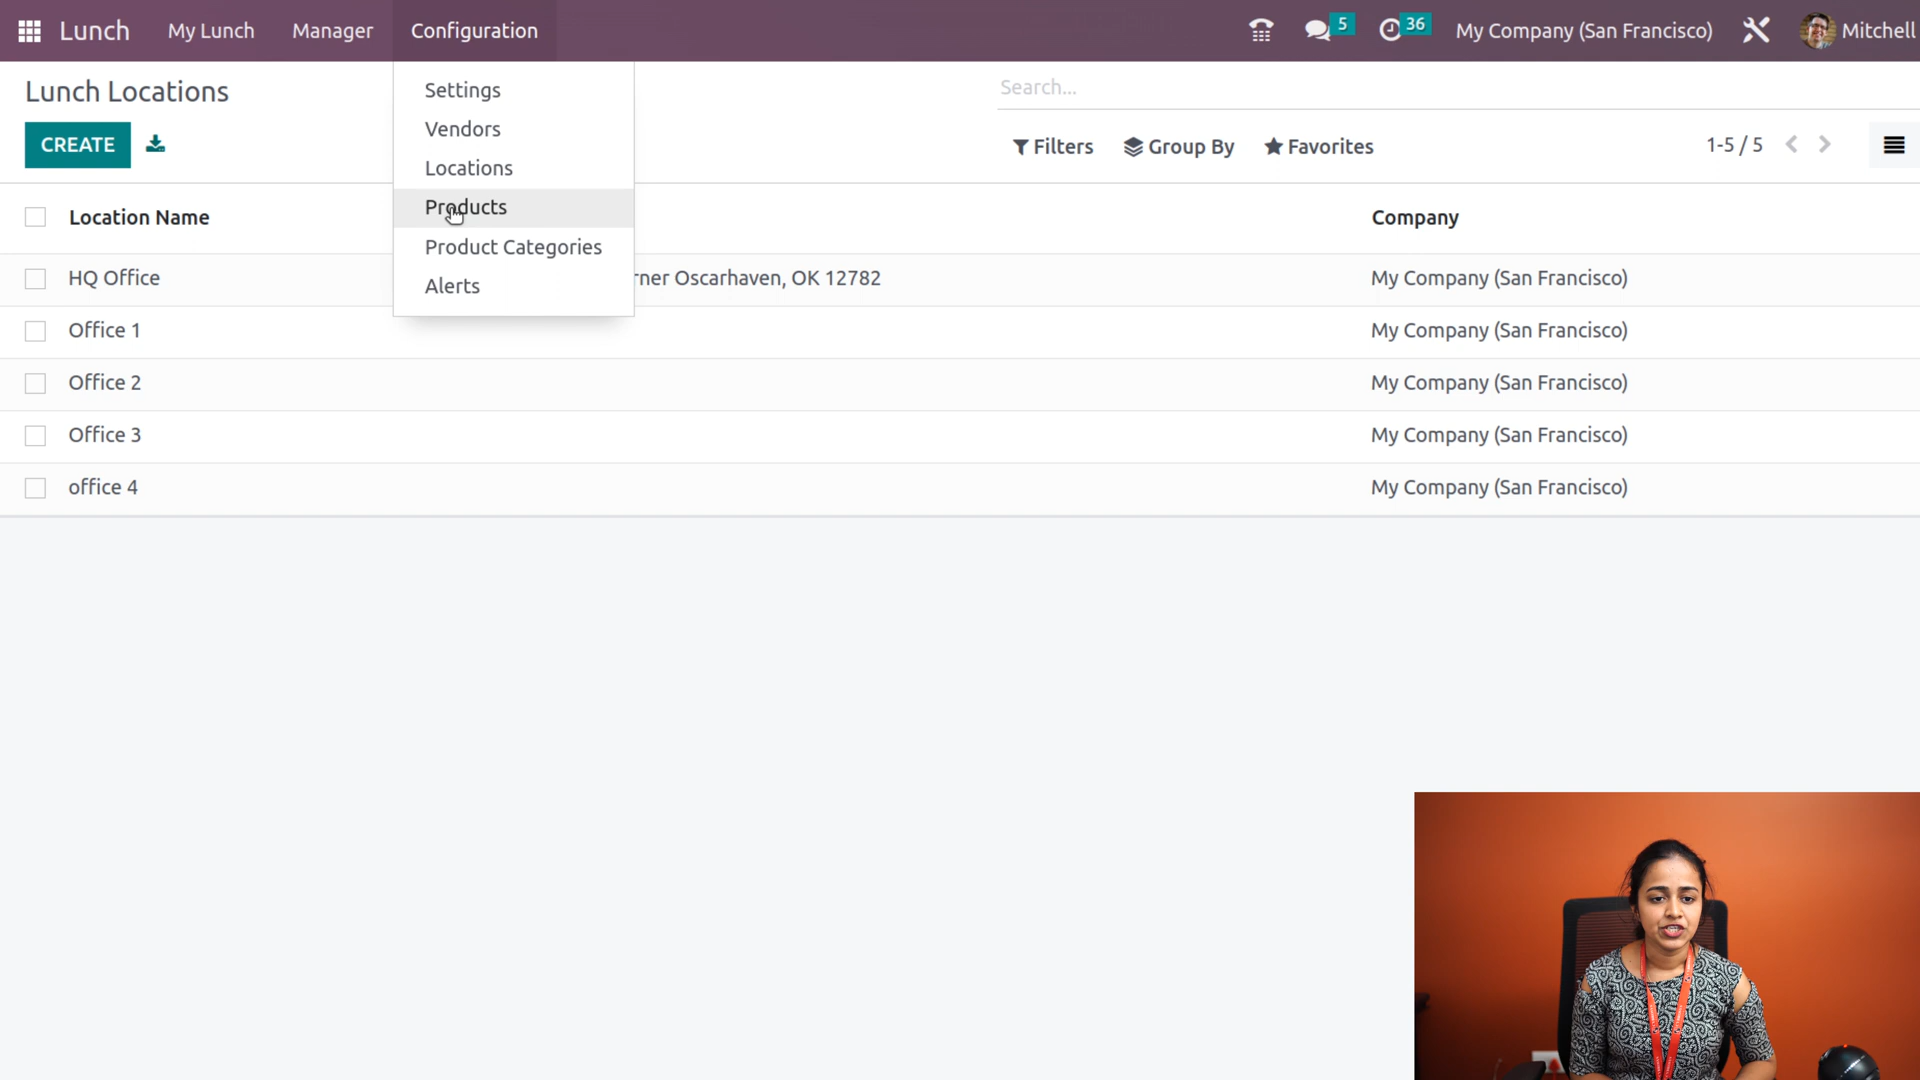 Lunch My Lunch Manager Configuration 5 36 My Company (San Francisco) Mitchell
Lunch Locations
Search...
CREATE
Filters Group By Favorites 1-5 / 5
Settings
Vendors
Locations
Products
Product Categories
Alerts
Location Name Company
HQ Office Oscarhaven, OK 12782 My Company (San Francisco)
Office 1 My Company (San Francisco)
Office 2 My Company (San Francisco)
Office 3 My Company (San Francisco)
office 4 My Company (San Francisco)